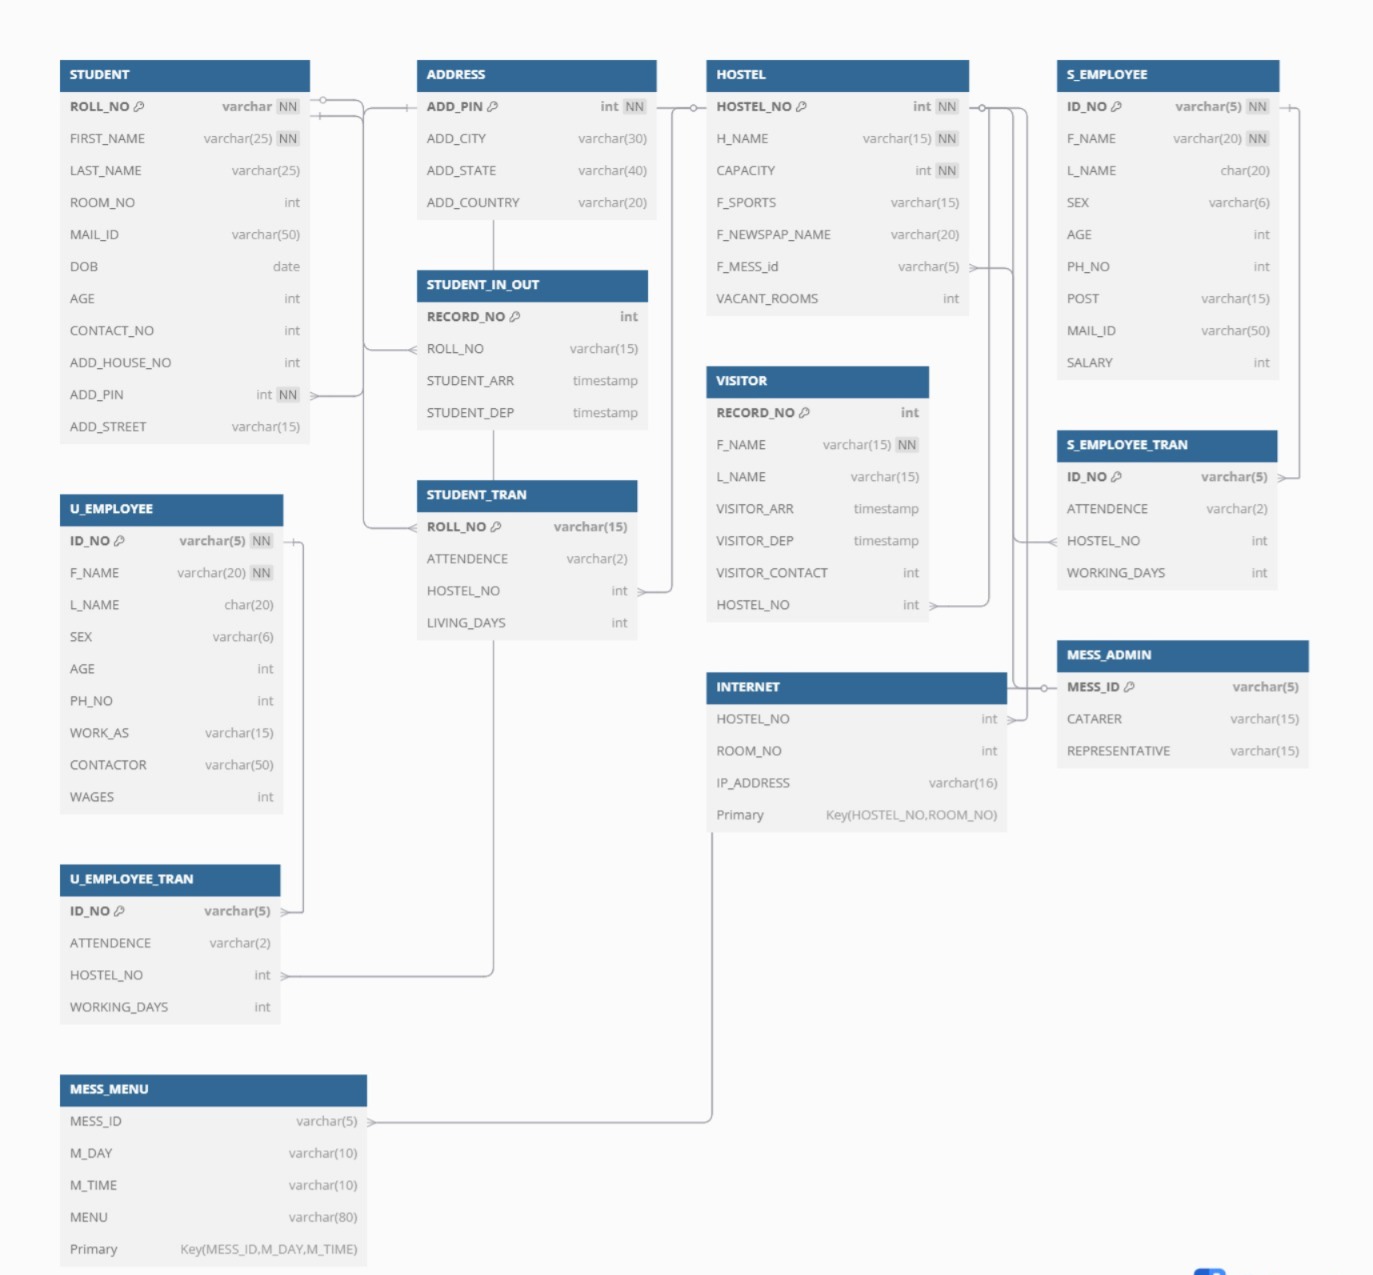 STUDENT
ROLL_NO varchar NN
FIRST_NAME varchar(25) NN
LAST_NAME varchar(25)
ROOM_NO int
MAIL_ID varchar(50)
DOB date
AGE int
CONTACT_NO int
ADD_HOUSE_NO int
ADD_PIN int NN
ADD_STREET varchar(15)
U_EMPLOYEE
ID_NO varchar(5) NN
F_NAME varchar(20) NN
L_NAME char(20)
SEX varchar(6)
AGE int
PH_NO int
WORK_AS varchar(15)
CONTACTOR varchar(50)
WAGES int
U_EMPLOYEE_TRAN
ID_NO varchar(5)
ATTENDENCE varchar(2)
HOSTEL_NO int
WORKING_DAYS int
MESS_MENU
MESS_ID varchar(5)
M_DAY varchar(10)
M_TIME varchar(10)
MENU varchar(80)
Primary Key(MESS_ID,M_DAY,M_TIME)
ADDRESS
ADD_PIN int NN
ADD_CITY varchar(30)
ADD_STATE varchar(40)
ADD_COUNTRY varchar(20)
STUDENT_IN_OUT
RECORD_NO int
ROLL_NO varchar(15)
STUDENT_ARR timestamp
STUDENT_DEP timestamp
STUDENT_TRAN
ROLL_NO varchar(15)
ATTENDENCE varchar(2)
HOSTEL_NO int
LIVING_DAYS int
HOSTEL
HOSTEL_NO int NN
H_NAME varchar(15) NN
CAPACITY int NN
F_SPORTS varchar(15)
F_NEWSPAP_NAME varchar(20)
F_MESS_id varchar(5)
VACANT_ROOMS int
VISITOR
RECORD_NO int
F_NAME varchar(15) NN
L_NAME varchar(15)
VISITOR_ARR timestamp
VISITOR_DEP timestamp
VISITOR_CONTACT int
HOSTEL_NO int
INTERNET
HOSTEL_NO int
ROOM_NO int
IP_ADDRESS varchar(16)
Primary Key(HOSTEL_NO,ROOM_NO)
S_EMPLOYEE
ID_NO varchar(5) NN
F_NAME varchar(20) NN
L_NAME char(20)
SEX varchar(6)
AGE int
PH_NO int
POST varchar(15)
MAIL_ID varchar(50)
SALARY int
S_EMPLOYEE_TRAN
ID_NO varchar(5)
ATTENDENCE varchar(2)
HOSTEL_NO int
WORKING_DAYS int
MESS_ADMIN
MESS_ID varchar(5)
CATARER varchar(15)
REPRESENTATIVE varchar(15)